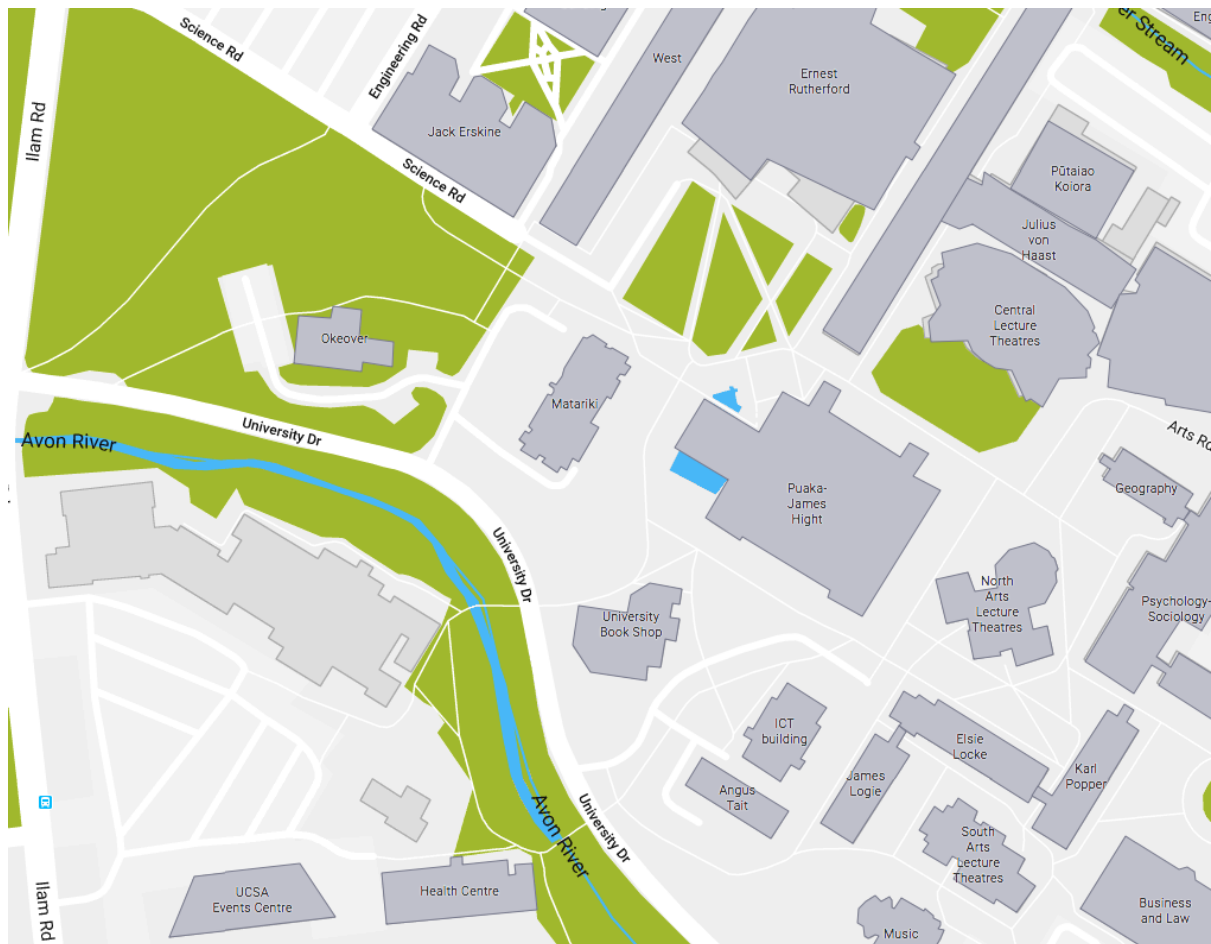 Science Rd
Engineering Rd
West
Ernest
Rutherford
er Stream
Eng
Ilam Rd
Jack Erskine
Science Rd
Pūtaiao
Koiora
Julius
von
Haast
Central
Lecture
Theatres
Okeover
Matariki
University Dr
Avon River
Arts Rd
Geography
Puaka-
James
Hight
University Dr
North
Arts
Lecture
Theatres
Psychology-
Sociology
University
Book Shop
ICT
building
Elsie
Locke
Karl
Popper
James
Logie
Angus
Tait
Avon River
University Dr
South
Arts
Lecture
Theatres
Ilam Rd
UCSA
Events Centre
Health Centre
Business
and Law
Music